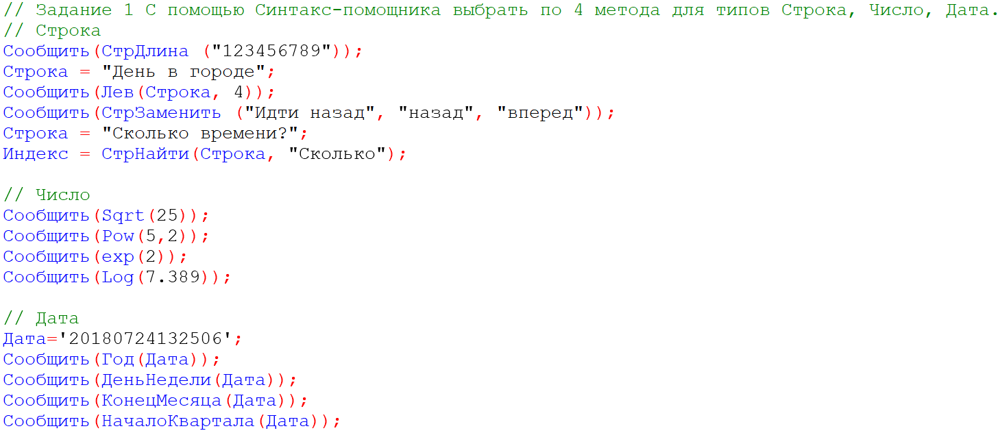 // Задание 1 С помощью Синтакс-помощника выбрать по 4 метода для типов Строка, Число, Дата.
// Строка
Сообщить(СтрДлина ("123456789"));
Строка = "День в городе";
Сообщить(Лев(Строка, 4));
Сообщить(СтрЗаменить ("Идти назад", "назад", "вперед"));
Строка = "Сколько времени?";
Индекс = СтрНайти(Строка, "Сколько");

// Число
Сообщить(Sqrt(25));
Сообщить(Pow(5,2));
Сообщить(exp(2));
Сообщить(Log(7.389));

// Дата
Дата='20180724132506';
Сообщить(Год(Дата));
Сообщить(ДеньНедели(Дата));
Сообщить(КонецМесяца(Дата));
Сообщить(НачалоКвартала(Дата));